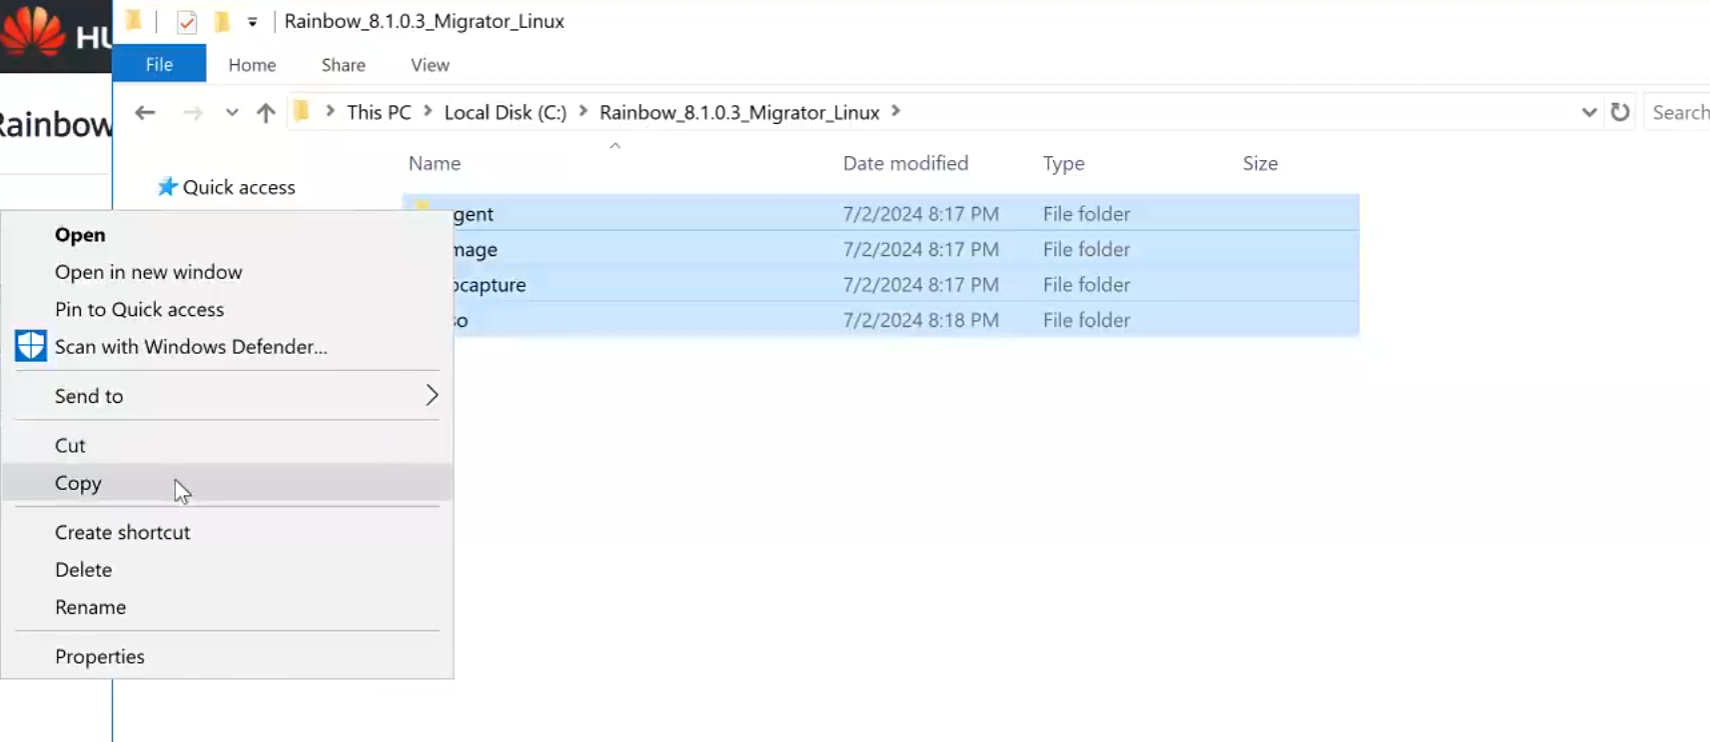 HU
Rainbow_8.1.0.3_Migrator_Linux
File Home Share View
This PC Local Disk (C:) Rainbow_8.1.0.3_Migrator_Linux
Search
Rainbow
Name Date modified Type Size
Quick access
gent 7/2/2024 8:17 PM File folder
mage 7/2/2024 8:17 PM File folder
ocapture 7/2/2024 8:17 PM File folder
so 7/2/2024 8:18 PM File folder
Open
Open in new window
Pin to Quick access
Scan with Windows Defender...
Send to
Cut
Copy
Create shortcut
Delete
Rename
Properties